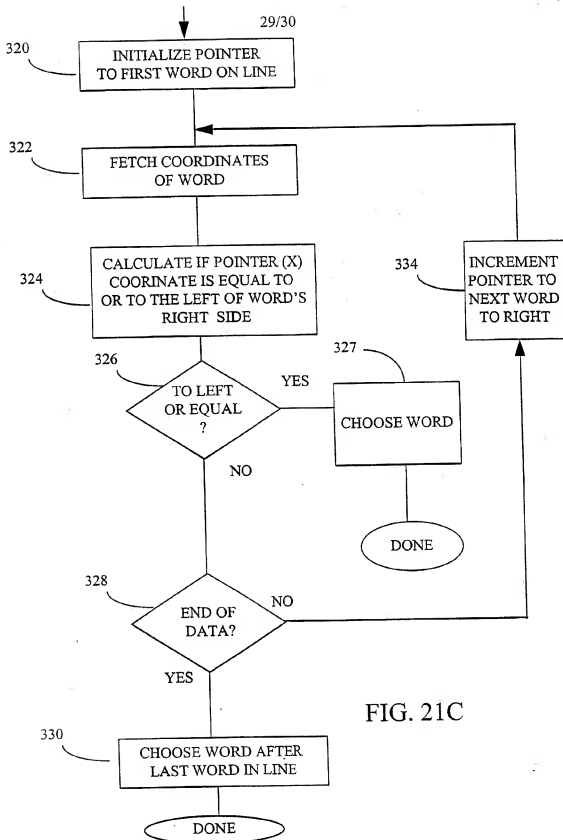 29/30
320
INITIALIZE POINTER
TO FIRST WORD ON LINE
322
FETCH COORDINATES
OF WORD
324
CALCULATE IF POINTER (X)
COORINATE IS EQUAL TO
OR TO THE LEFT OF WORD'S
RIGHT SIDE
334
INCREMENT
POINTER TO
NEXT WORD
TO RIGHT
326
TO LEFT
OR EQUAL
?
YES
327
CHOOSE WORD
NO
DONE
328
END OF
DATA?
NO
YES
FIG. 21C
330
CHOOSE WORD AFTER
LAST WORD IN LINE
DONE